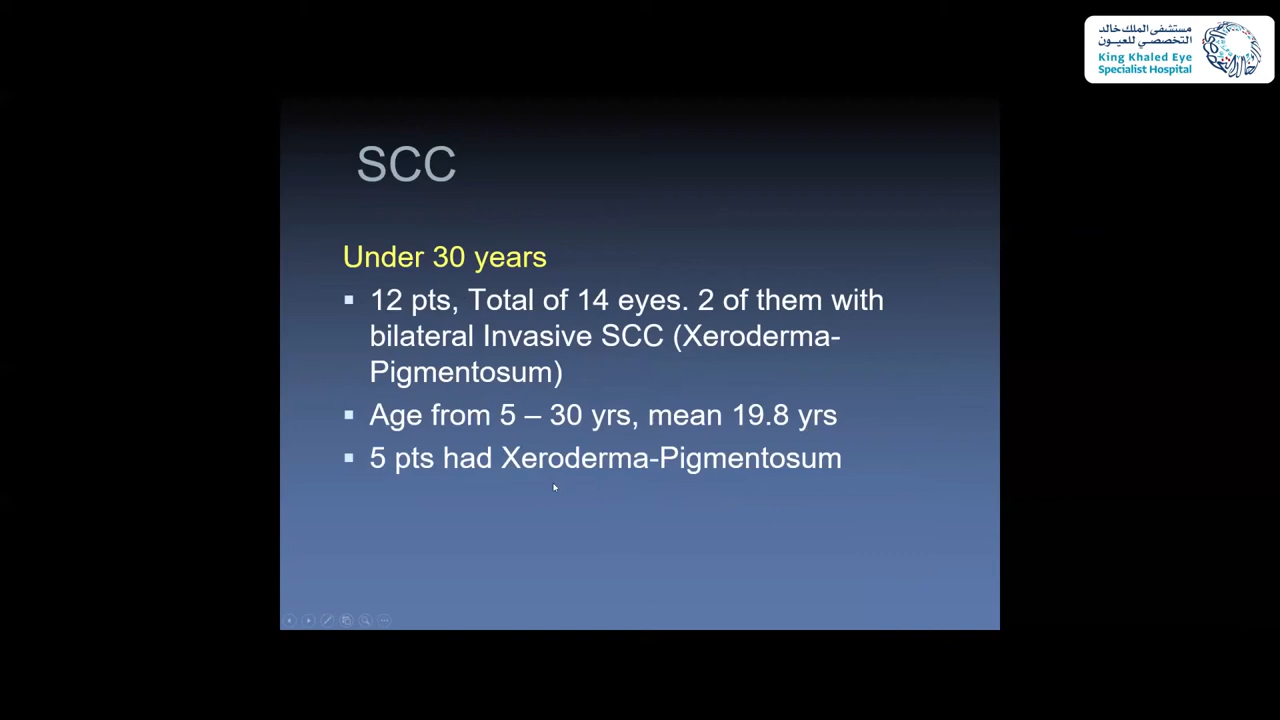 مستشفى الملك خالد
التخصصي للعيون
King Khaled Eye
Specialist Hospital
SCC
Under 30 years
▪ 12 pts, Total of 14 eyes. 2 of them with
bilateral Invasive SCC (Xeroderma-
Pigmentosum)
▪ Age from 5 – 30 yrs, mean 19.8 yrs
▪ 5 pts had Xeroderma-Pigmentosum